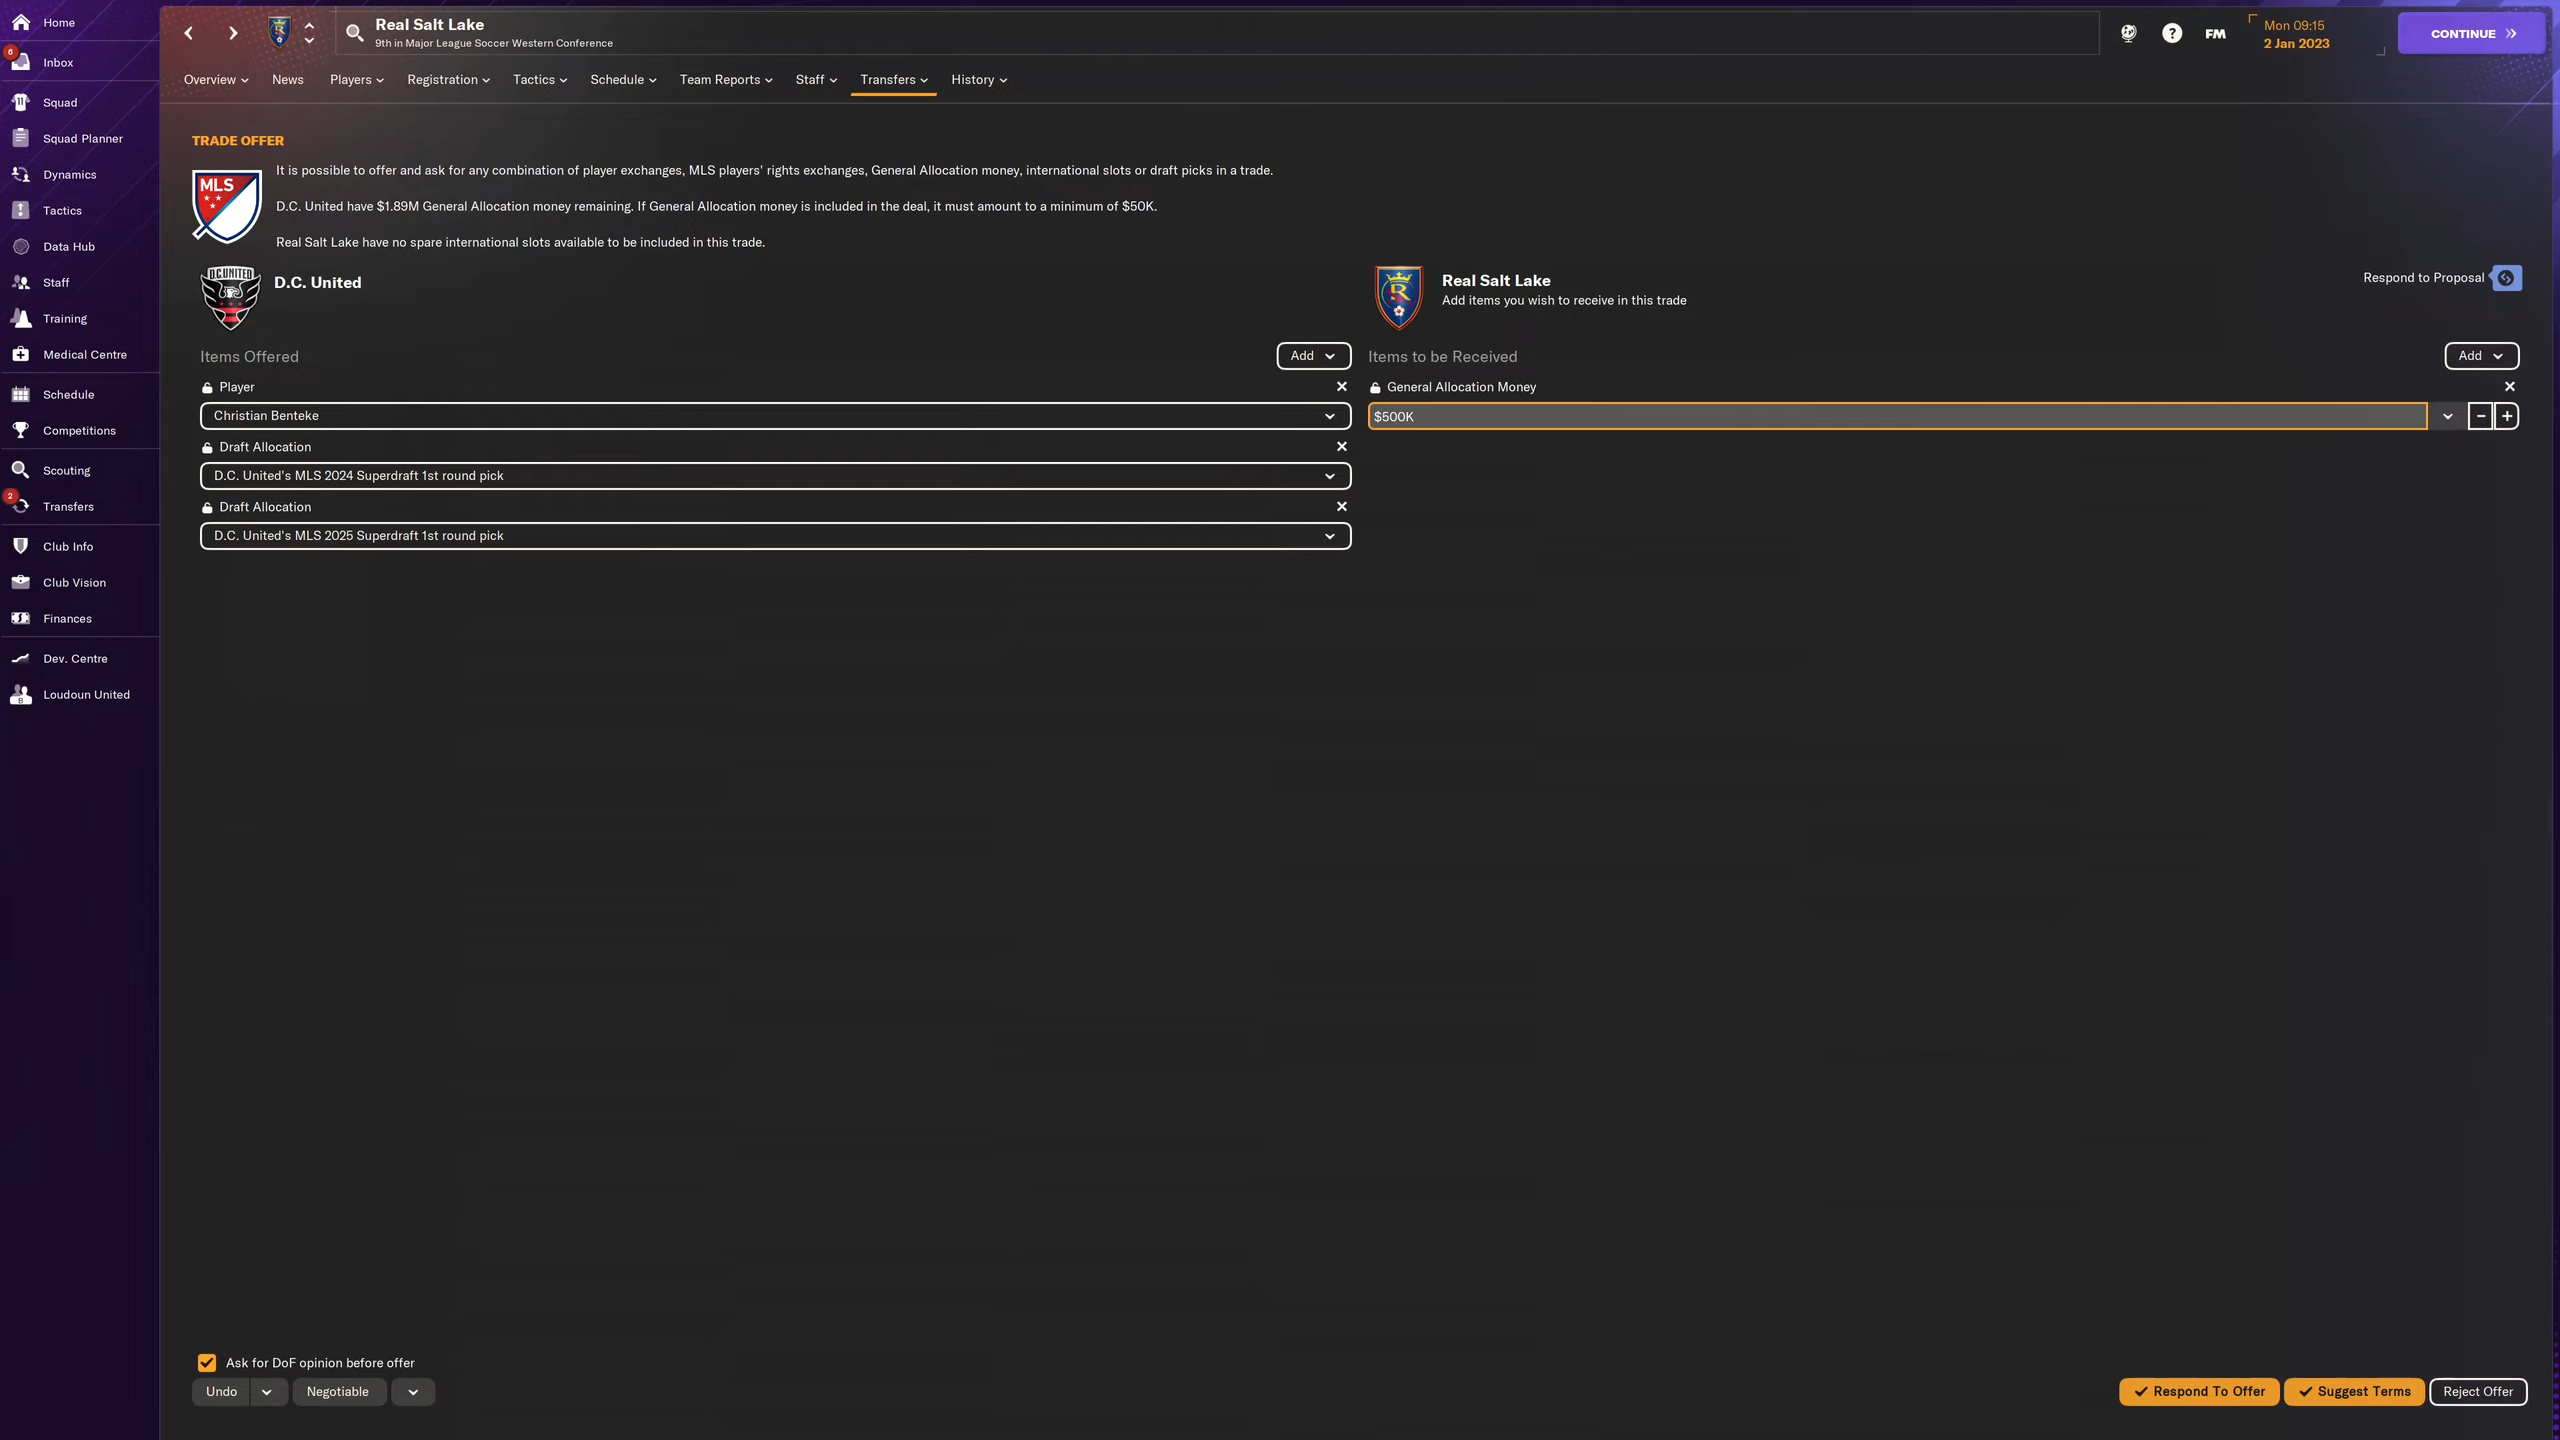 Home
6
Inbox
Squad
Squad Planner
Dynamics
Tactics
Data Hub
Staff
Training
Medical Centre
Schedule
Competitions
Scouting
2
Transfers
Club Info
Club Vision
Finances
Dev. Centre
B
Loudoun United
Real Salt Lake
9th in Major League Soccer Western Conference
FM
Mon 09:15
2 Jan 2023
CONTINUE
Overview
News
Players
Registration
Tactics
Schedule
Team Reports
Staff
Transfers
History
TRADE OFFER
MLS
It is possible to offer and ask for any combination of player exchanges, MLS players' rights exchanges, General Allocation money, international slots or draft picks in a trade.
D.C. United have $1.89M General Allocation money remaining. If General Allocation money is included in the deal, it must amount to a minimum of $50K.
Real Salt Lake have no spare international slots available to be included in this trade.
D.C.UNITED
D.C. United
Items Offered
Add
Player
Christian Benteke
Draft Allocation
D.C. United's MLS 2024 Superdraft 1st round pick
Draft Allocation
D.C. United's MLS 2025 Superdraft 1st round pick
Real Salt Lake
Add items you wish to receive in this trade
Respond to Proposal
Items to be Received
Add
General Allocation Money
$500K
Ask for DoF opinion before offer
Undo
Negotiable
Respond To Offer
Suggest Terms
Reject Offer